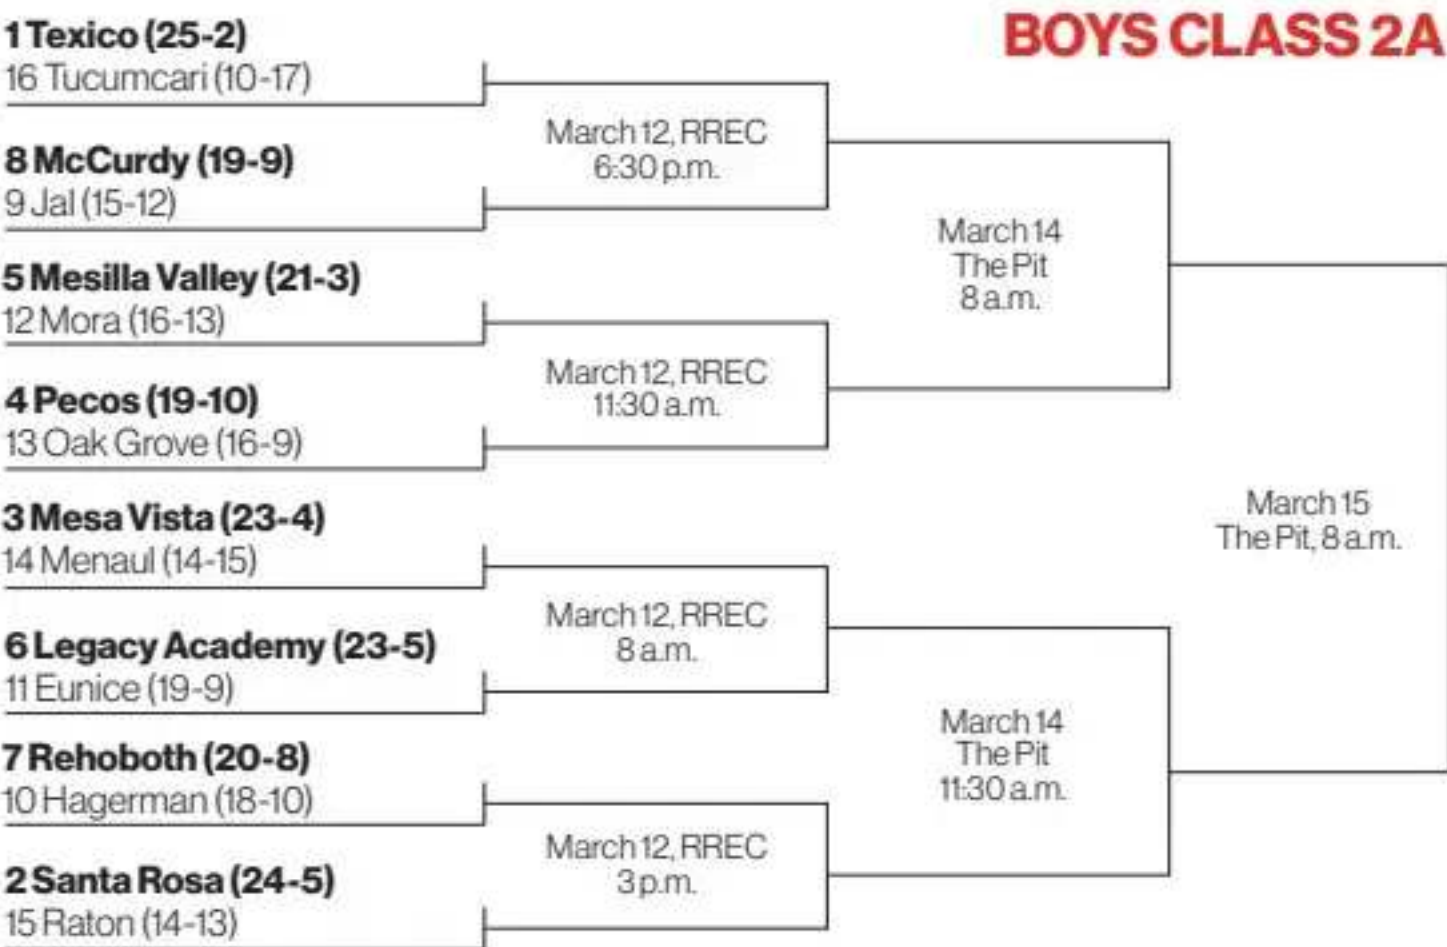 BOYS CLASS 2A
1 Texico (25-2)
16 Tucumcari (10-17)
8 McCurdy (19-9)
9 Jal (15-12)
5 Mesilla Valley (21-3)
12 Mora (16-13)
4 Pecos (19-10)
13 Oak Grove (16-9)
3 Mesa Vista (23-4)
14 Menaul (14-15)
6 Legacy Academy (23-5)
11 Eunice (19-9)
7 Rehoboth (20-8)
10 Hagerman (18-10)
2 Santa Rosa (24-5)
15 Raton (14-13)
March 12, RREC
6:30 p.m.
March 12, RREC
11:30 a.m.
March 12, RREC
8 a.m.
March 12, RREC
3 p.m.
March 14
The Pit
8 a.m.
March 14
The Pit
11:30 a.m.
March 15
The Pit, 8 a.m.